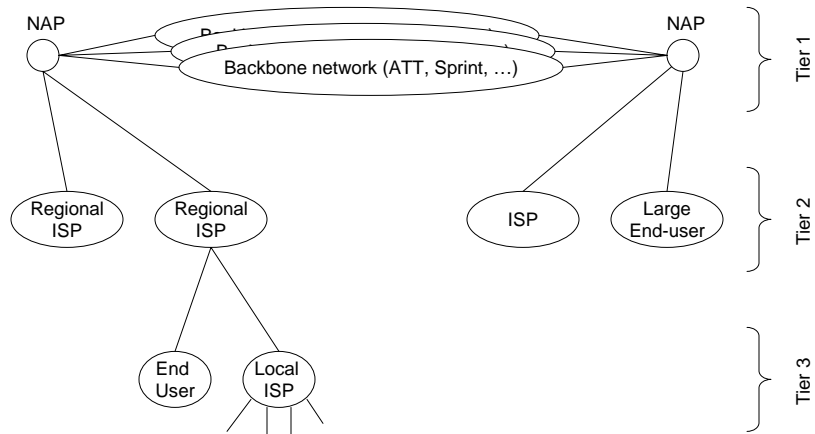 NAP
NAP
Backbone network (ATT, Sprint, …)
Tier 1
Regional
ISP
Regional
ISP
ISP
Large
End-user
Tier 2
End
User
Local
ISP
Tier 3